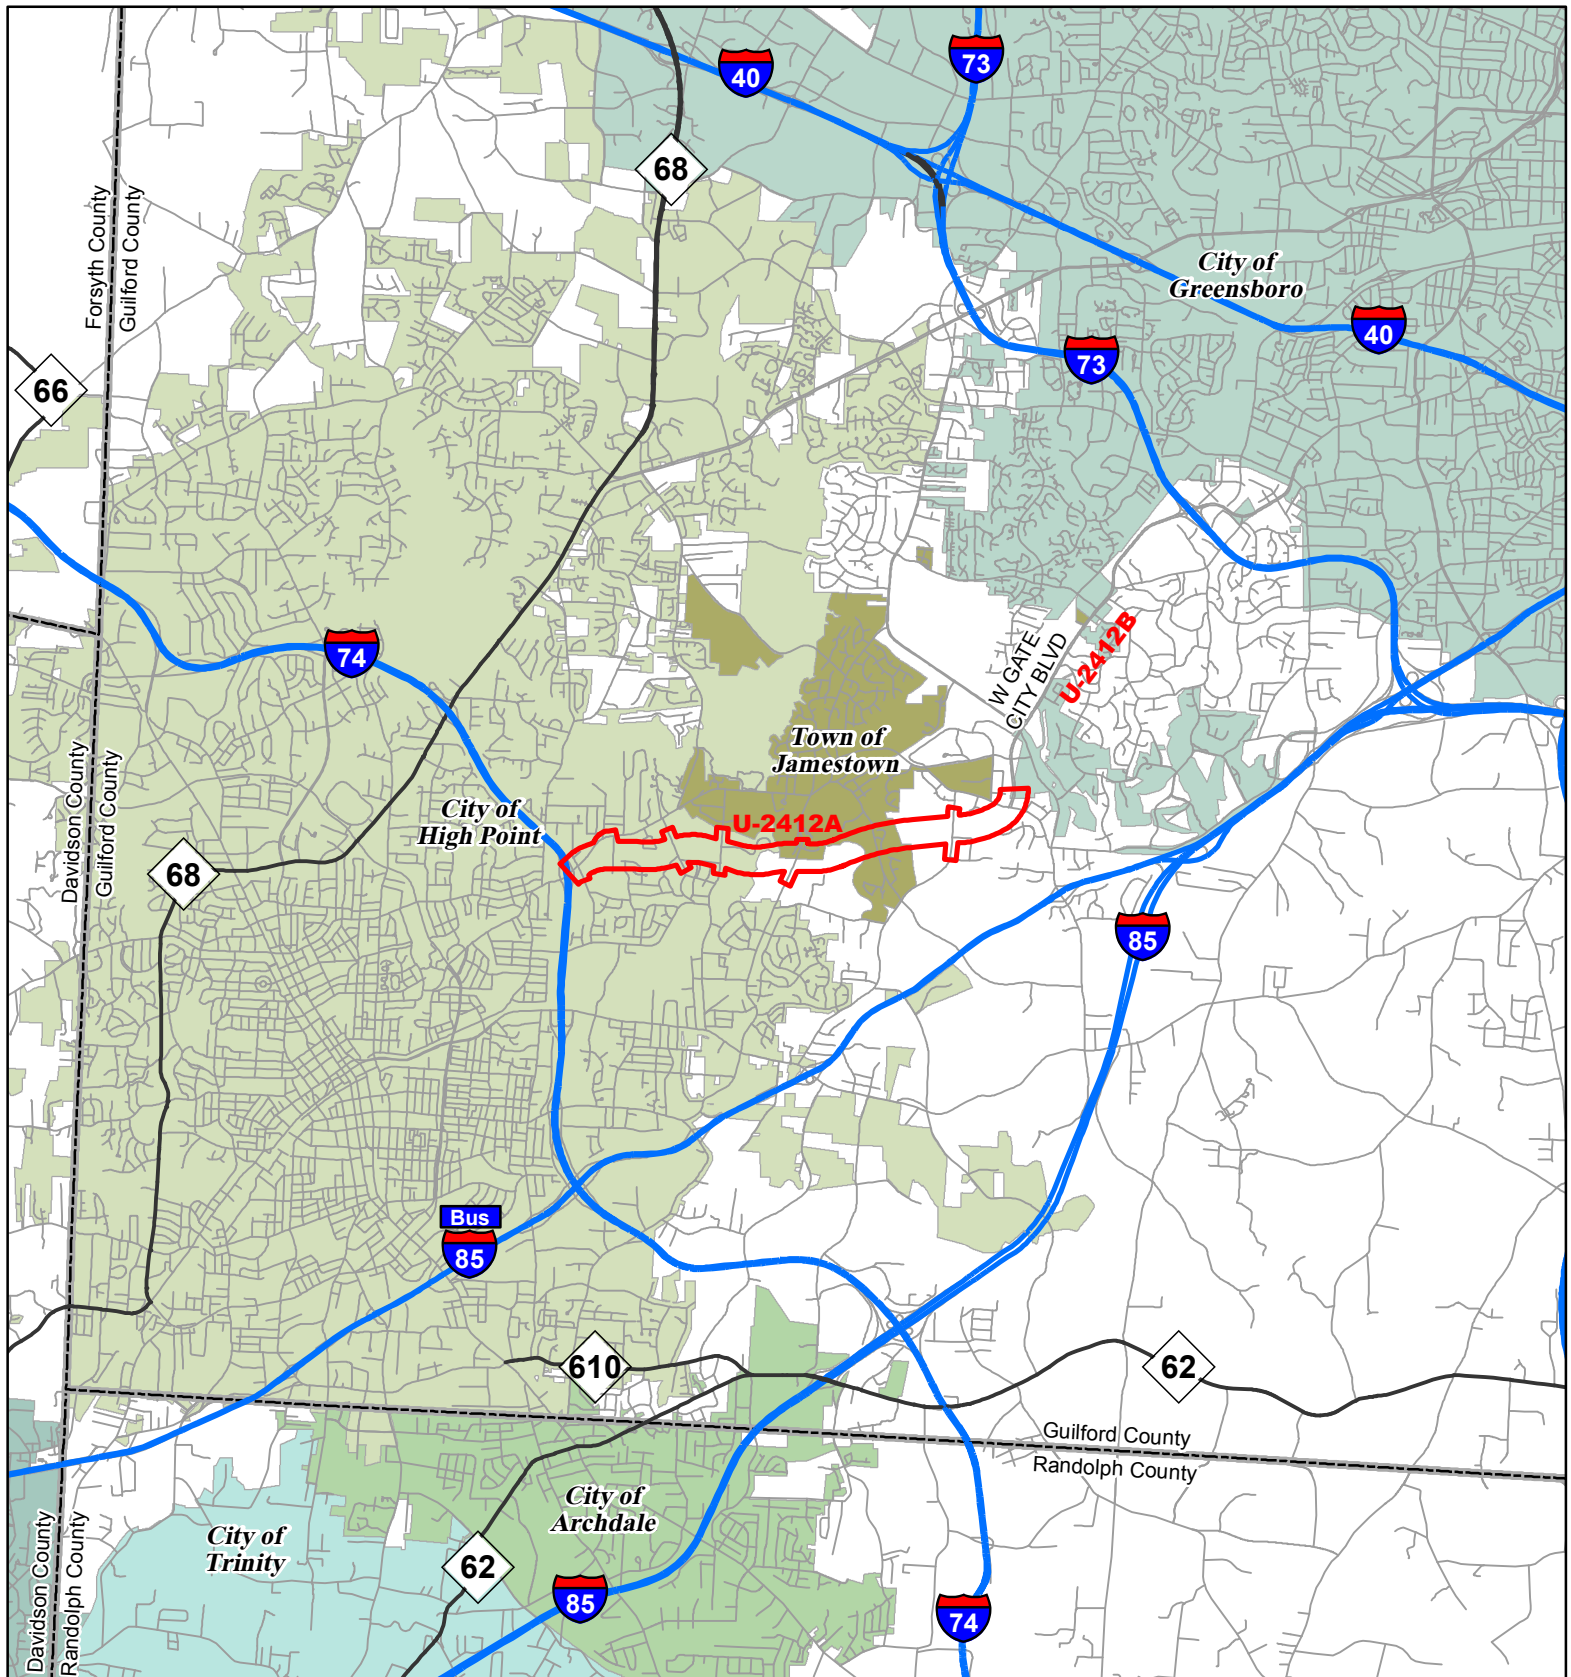 73
40
68
Forsyth County
Guilford County
City of
Greensboro
40
73
66
74
W GATE
CITY BLVD
U-2412B
Town of
Jamestown
Davidson County
Guilford County
City of
High Point
U-2412A
68
85
Bus
85
610
62
Guilford County
Randolph County
City of
Archdale
City of
Trinity
62
85
74
Davidson County
Randolph County